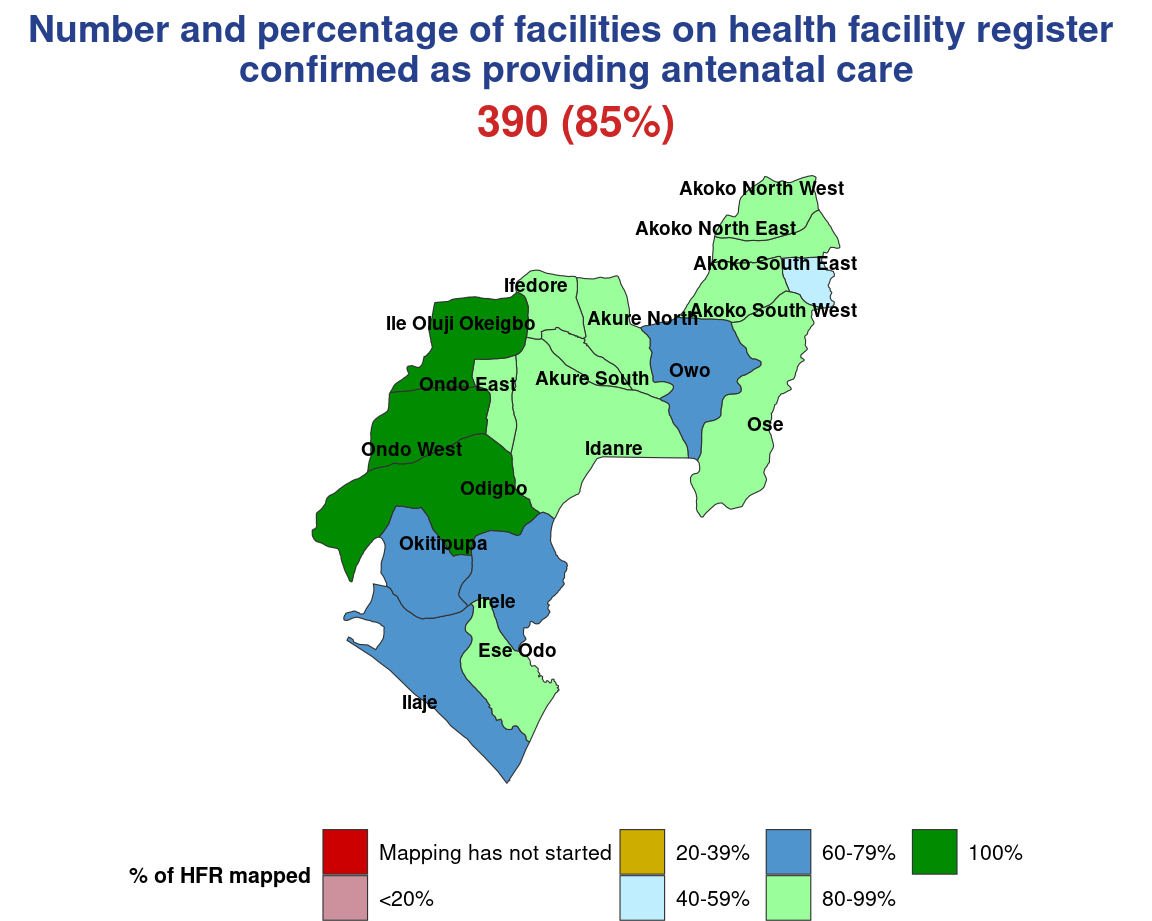 Number and percentage of facilities on health facility register
confirmed as providing antenatal care
390 (85%)
Akoko North West
Akoko North East
Akoko South East
Ifedore
Akoko South West
Akure North
Ile Oluji Okeigbo
Owo
Akure South
Ondo East
Ose
Idanre
Ondo West
Odigbo
Okitipupa
Irele
Ese Odo
Ilaje
% of HFR mapped
Mapping has not started
<20%
20-39%
40-59%
60-79%
80-99%
100%